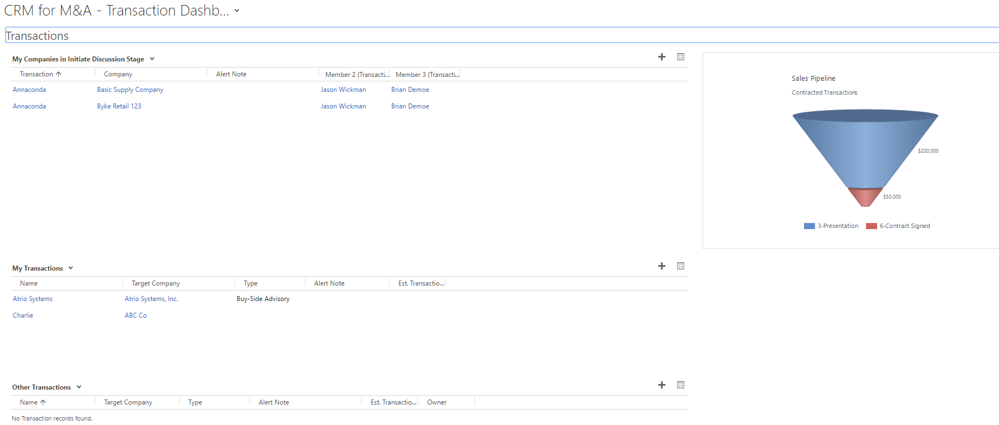 CRM for M&A - Transaction Dashb...
Transactions
My Companies in Initiate Discussion Stage
Transaction Company Alert Note Member 2 (Transacti... Member 3 (Transacti...
Annaconda Basic Supply Company Jason Wickman Brian Demoe
Annaconda Byke Retail 123 Jason Wickman Brian Demoe
Sales Pipeline
Contracted Transactions
$200,000
$50,000
3-Presentation 6-Contract Signed
My Transactions
Name Target Company Type Alert Note Est. Transactio...
Atrio Systems Atrio Systems, Inc. Buy-Side Advisory
Charlie ABC Co
Other Transactions
Name Target Company Type Alert Note Est. Transactio... Owner
No Transaction records found.